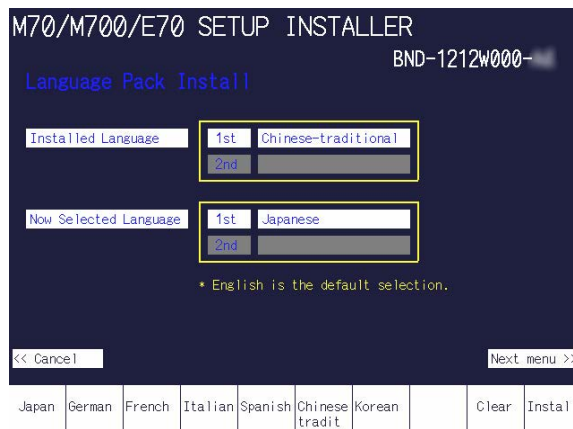 M70/M700/E70 SETUP INSTALLER
BND-1212W000-
Language Pack Install
Installed Language 1st Chinese-traditional
2nd
Now Selected Language 1st Japanese
2nd
* English is the default selection.
<< Cancel Next menu >>
Japan German French Italian Spanish Chinese tradit Korean Clear Instal